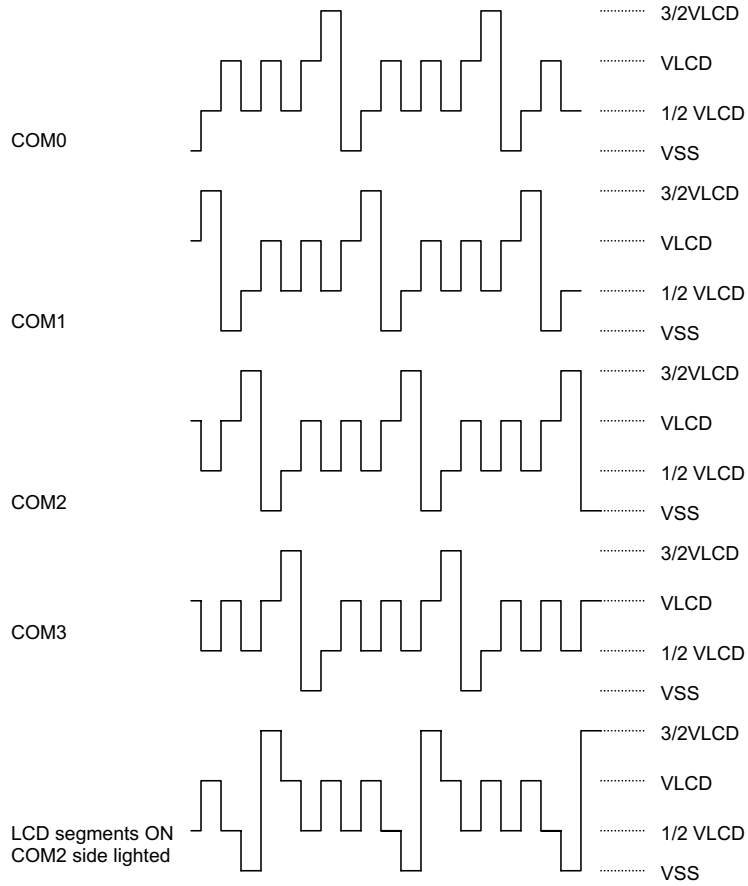 3/2VLCD
VLCD
1/2 VLCD
COM0
VSS
3/2VLCD
VLCD
1/2 VLCD
COM1
VSS
3/2VLCD
VLCD
1/2 VLCD
COM2
VSS
3/2VLCD
VLCD
COM3
1/2 VLCD
VSS
3/2VLCD
VLCD
LCD segments ON
1/2 VLCD
COM2 side lighted
VSS